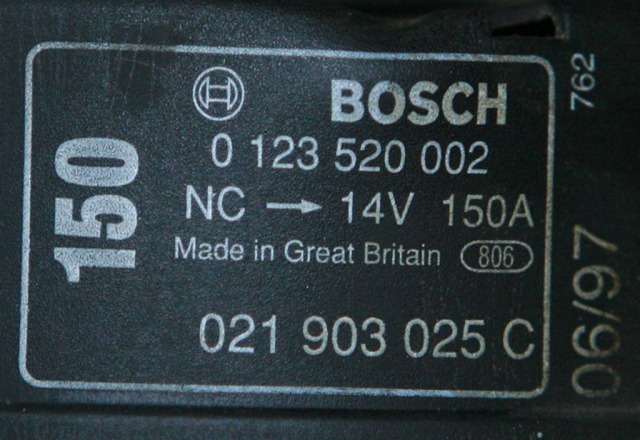 BOSCH
0 123 520 002
NC → 14V 150A
Made in Great Britain 806
021 903 025 C
150
762
06/97